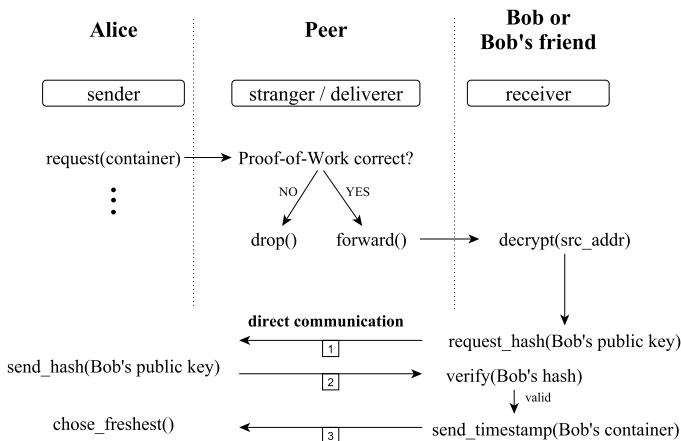 Alice
Peer
Bob or
Bob's friend
sender
stranger / deliverer
receiver
request(container)
Proof-of-Work correct?
NO
YES
drop()
forward()
decrypt(src_addr)
direct communication
request_hash(Bob's public key)
1
send_hash(Bob's public key)
2
verify(Bob's hash)
valid
chose_freshest()
3
send_timestamp(Bob's container)